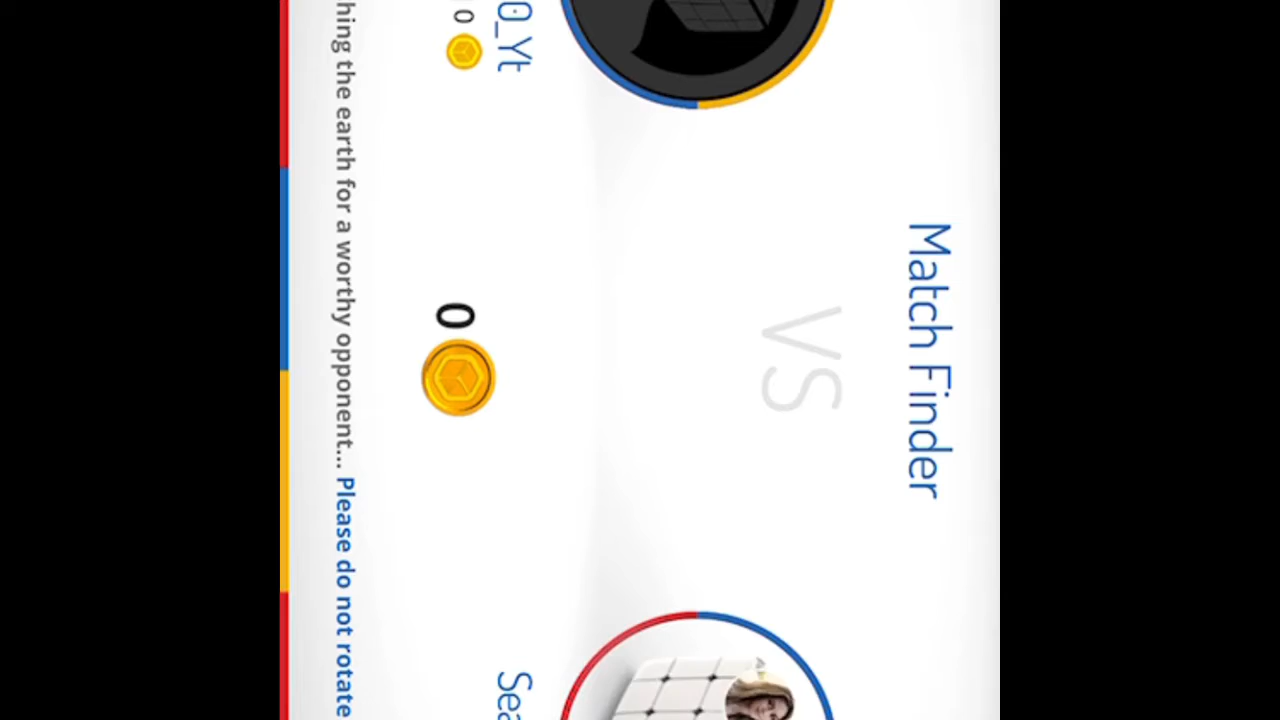 Match Finder
VS
0_Yt
0
0
Sea
hing the earth for a worthy opponent... Please do not rotate